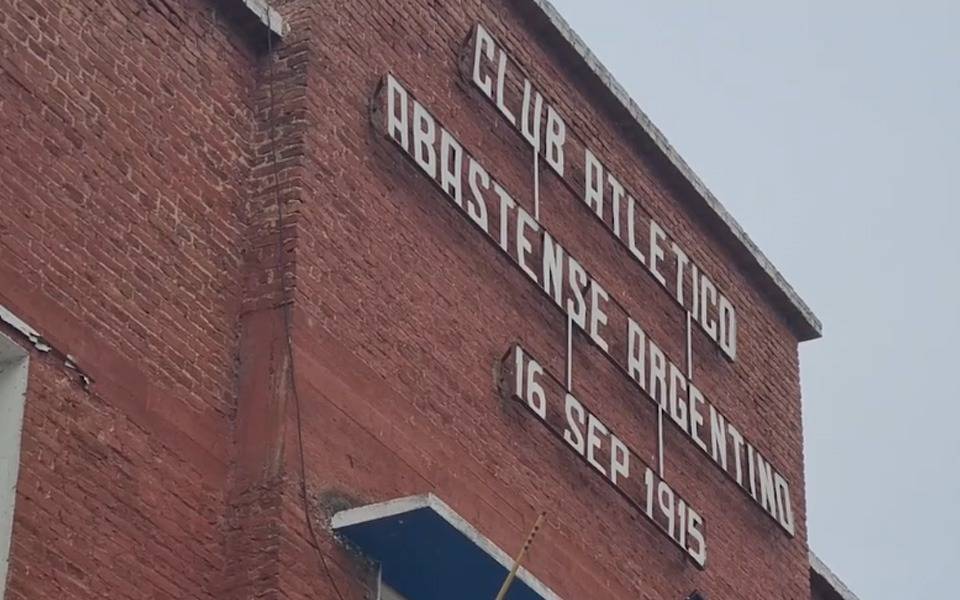 CLUB ATLETICO
ABASTENSE ARGENTINO
16 SEP 1915